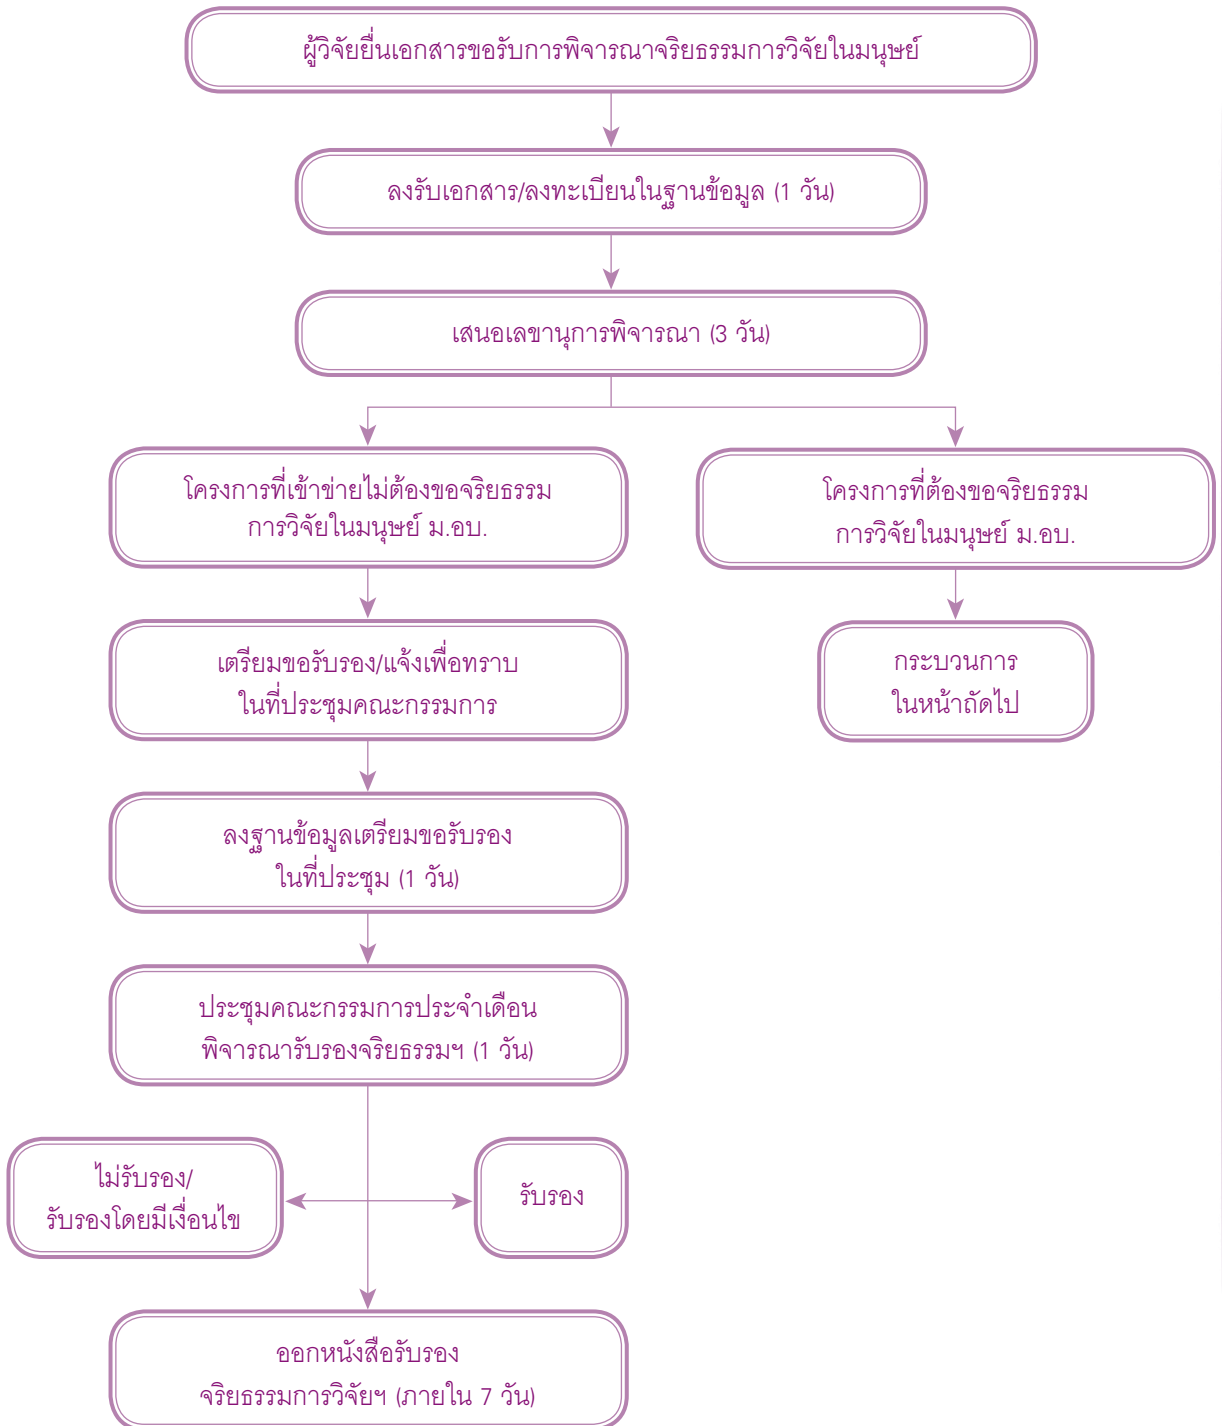 ผู้วิจัยยื่นเอกสารขอรับการพิจารณาจริยธรรมการวิจัยในมนุษย์
ลงรับเอกสาร/ลงทะเบียนในฐานข้อมูล (1 วัน)
เสนอเลขานุการพิจารณา (3 วัน)
โครงการที่เข้าข่ายไม่ต้องขอจริยธรรม
การวิจัยในมนุษย์ ม.อบ.
โครงการที่ต้องขอจริยธรรม
การวิจัยในมนุษย์ ม.อบ.
เตรียมขอรับรอง/แจ้งเพื่อทราบ
ในที่ประชุมคณะกรรมการ
กระบวนการ
ในหน้าถัดไป
ลงฐานข้อมูลเตรียมขอรับรอง
ในที่ประชุม (1 วัน)
ประชุมคณะกรรมการประจำเดือน
พิจารณารับรองจริยธรรมฯ (1 วัน)
ไม่รับรอง/
รับรองโดยมีเงื่อนไข
รับรอง
ออกหนังสือรับรอง
จริยธรรมการวิจัยฯ (ภายใน 7 วัน)